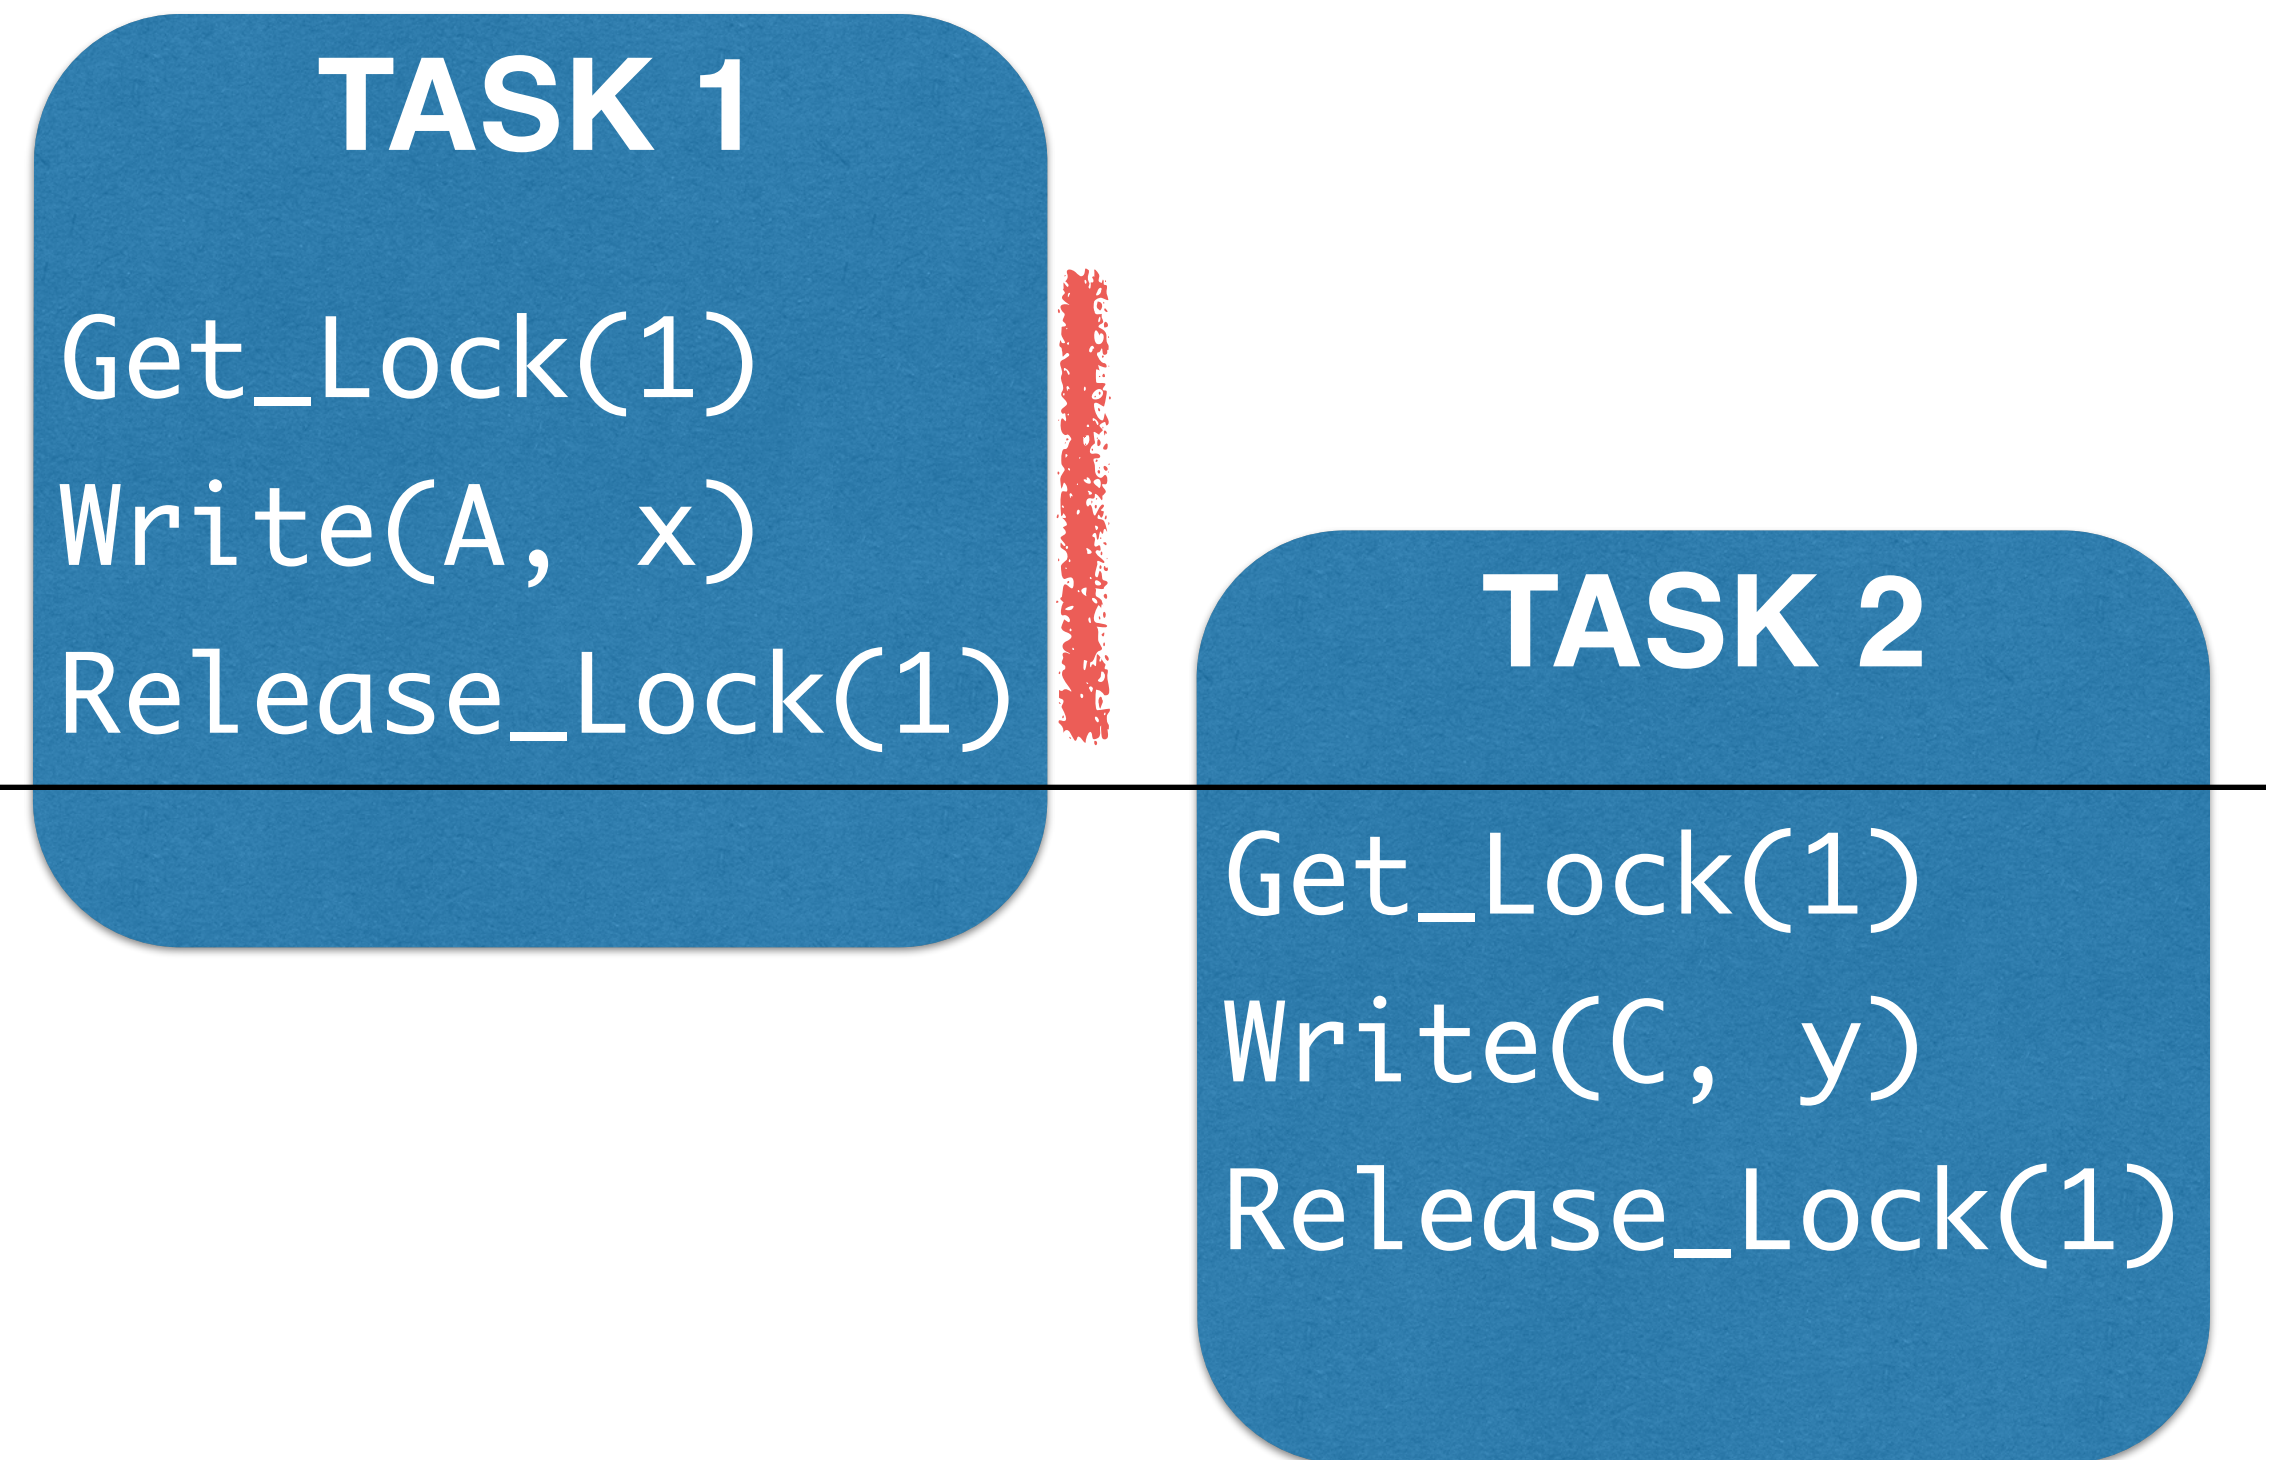 TASK 1
Get_Lock(1)
Write(A, x)
Release_Lock(1)
TASK 2
Get_Lock(1)
Write(C, y)
Release_Lock(1)